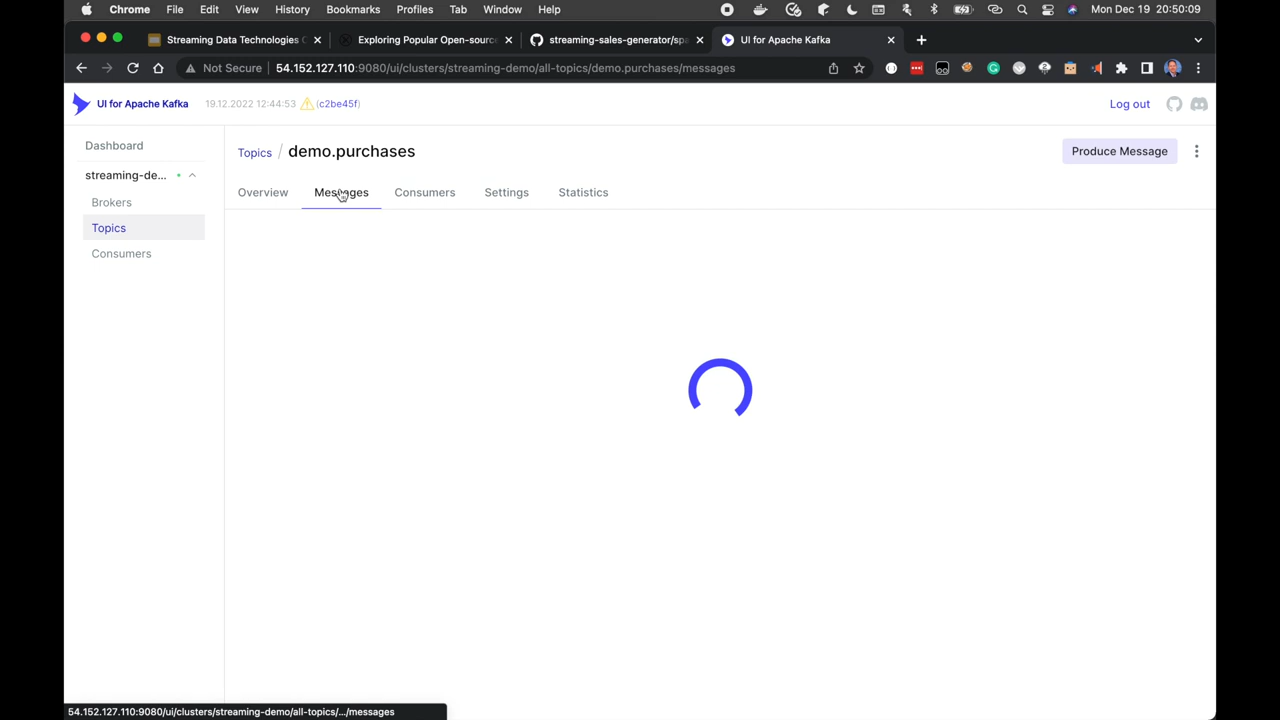 Chrome File Edit View History Bookmarks Profiles Tab Window Help Mon Dec 19 20:50:09
Streaming Data Technologies C Exploring Popular Open-source streaming-sales-generator/spa UI for Apache Kafka
Not Secure 54.152.127.110:9080/ui/clusters/streaming-demo/all-topics/demo.purchases/messages
UI for Apache Kafka 19.12.2022 12:44:53 (c2be45f) Log out
Dashboard
streaming-de...
Brokers
Topics
Consumers
Topics / demo.purchases Produce Message
Overview Messages Consumers Settings Statistics
54.152.127.110:9080/ui/clusters/streaming-demo/all-topics/.../messages